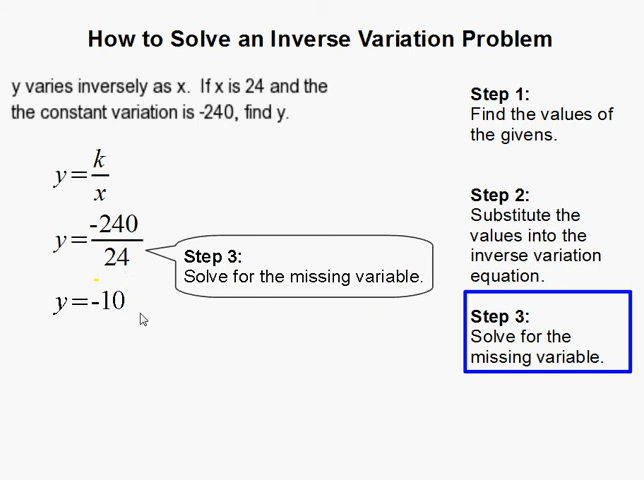 How to Solve an Inverse Variation Problem
y varies inversely as x. If x is 24 and the
the constant variation is -240, find y.
y=k/x
y=-240/24
y=-10
Step 3:
Solve for the missing variable.
Step 1:
Find the values of
the givens.
Step 2:
Substitute the
values into the
inverse variation
equation.
Step 3:
Solve for the
missing variable.